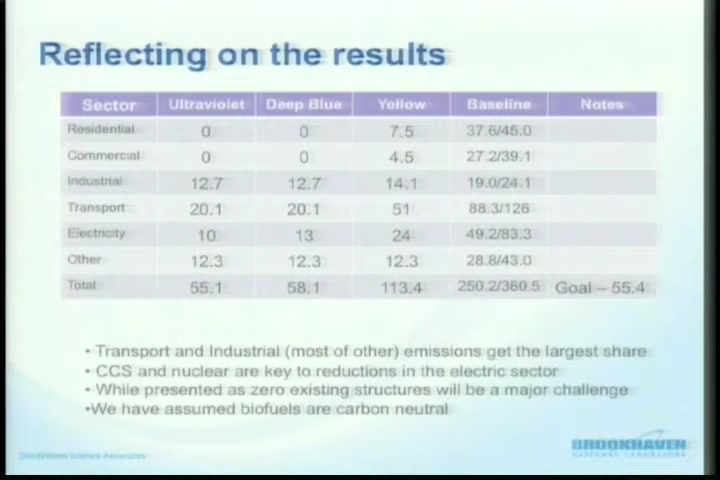 Reflecting on the results
Sector Ultraviolet Deep Blue Yellow Baseline Notes
Residential 0 0 7.5 37.6/45.0
Commercial 0 0 4.5 27.2/39.1
Industrial 12.7 12.7 14.1 19.0/24.1
Transport 20.1 20.1 51 88.3/126
Electricity 10 13 24 49.2/83.3
Other 12.3 12.3 12.3 28.8/43.0
Total 55.1 58.1 113.4 250.2/360.5 Goal – 55.4
• Transport and Industrial (most of other) emissions get the largest share
• CCS and nuclear are key to reductions in the electric sector
• While presented as zero existing structures will be a major challenge
•We have assumed biofuels are carbon neutral
BROOKHAVEN
NATIONAL LABORATORY
Brookhaven Science Associates